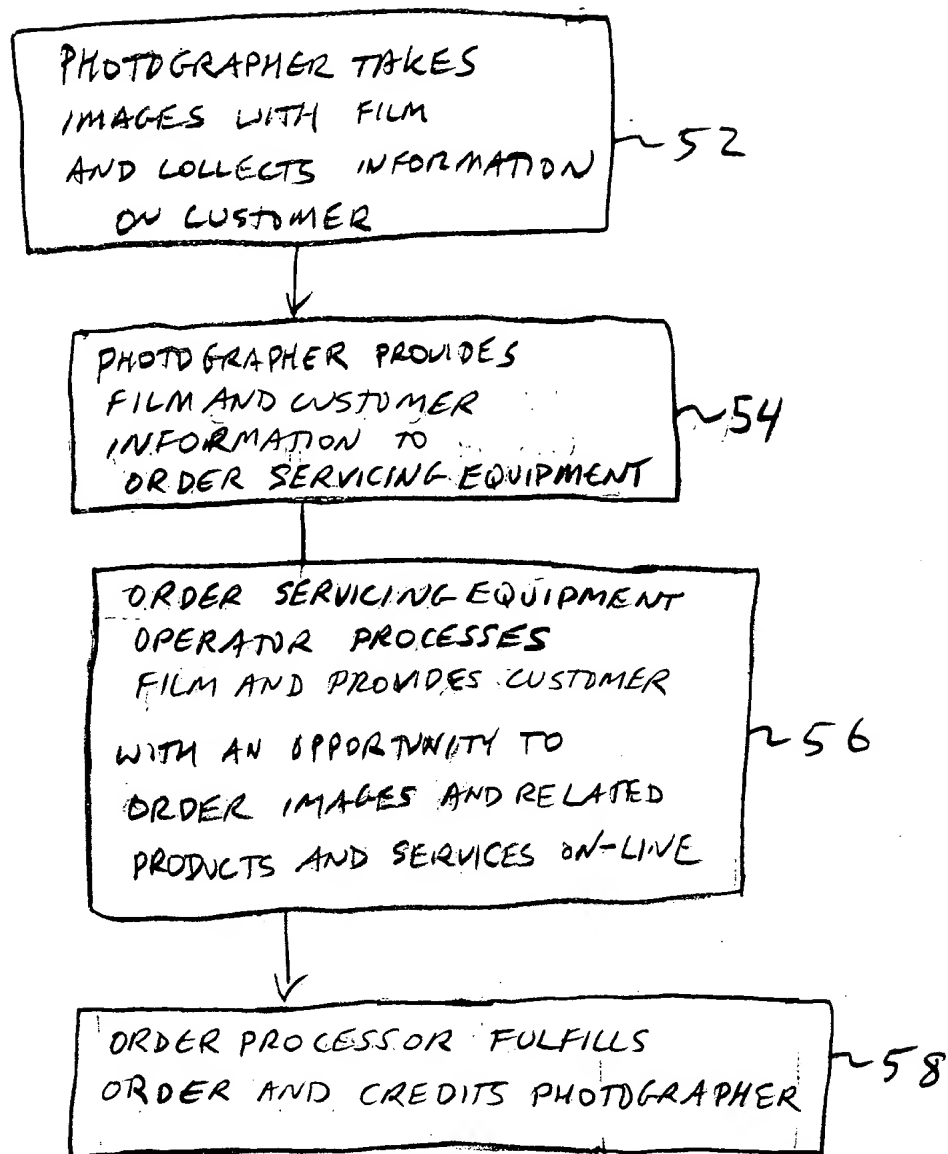 PHOTOGRAPHER TAKES
IMAGES WITH FILM
AND COLLECTS INFORMATION
ON CUSTOMER
~52
PHOTOGRAPHER PROVIDES
FILM AND CUSTOMER
INFORMATION TO
ORDER SERVICING EQUIPMENT
~54
ORDER SERVICING EQUIPMENT
OPERATOR PROCESSES
FILM AND PROVIDES CUSTOMER
WITH AN OPPORTUNITY TO
ORDER IMAGES AND RELATED
PRODUCTS AND SERVICES ON-LINE
~56
ORDER PROCESSOR FULFILLS
ORDER AND CREDITS PHOTOGRAPHER
~58